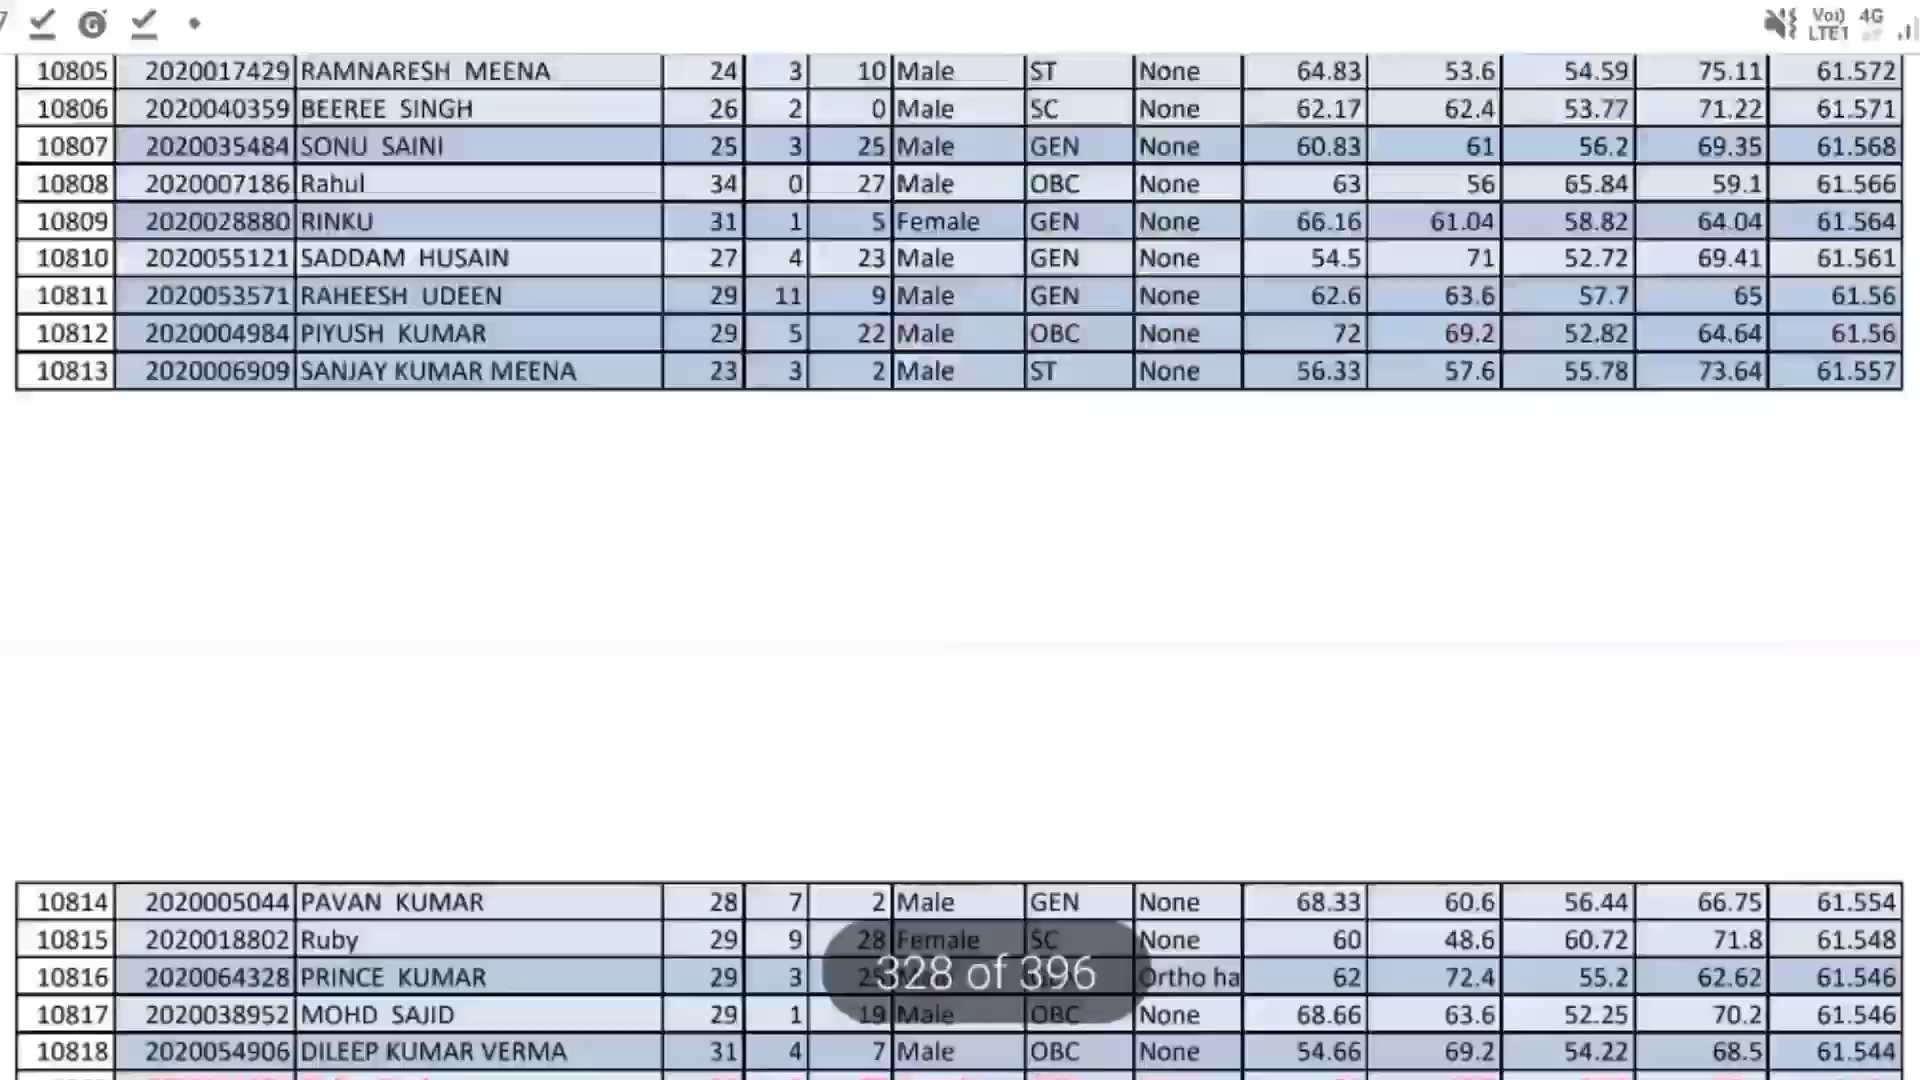 Voi) 4G
LTE1
10805 2020017429 RAMNARESH MEENA 24 3 10 Male ST None 64.83 53.6 54.59 75.11 61.572
10806 2020040359 BEEREE SINGH 26 2 0 Male SC None 62.17 62.4 53.77 71.22 61.571
10807 2020035484 SONU SAINI 25 3 25 Male GEN None 60.83 61 56.2 69.35 61.568
10808 2020007186 Rahul 34 0 27 Male OBC None 63 56 65.84 59.1 61.566
10809 2020028880 RINKU 31 1 5 Female GEN None 66.16 61.04 58.82 64.04 61.564
10810 2020055121 SADDAM HUSAIN 27 4 23 Male GEN None 54.5 71 52.72 69.41 61.561
10811 2020053571 RAHEESH UDEEN 29 11 9 Male GEN None 62.6 63.6 57.7 65 61.56
10812 2020004984 PIYUSH KUMAR 29 5 22 Male OBC None 72 69.2 52.82 64.64 61.56
10813 2020006909 SANJAY KUMAR MEENA 23 3 2 Male ST None 56.33 57.6 55.78 73.64 61.557
10814 2020005044 PAVAN KUMAR 28 7 2 Male GEN None 68.33 60.6 56.44 66.75 61.554
10815 2020018802 Ruby 29 9 28 Female SC None 60 48.6 60.72 71.8 61.548
10816 2020064328 PRINCE KUMAR 29 3 Ortho ha 62 72.4 55.2 62.62 61.546
328 of 396
10817 2020038952 MOHD SAJID 29 1 19 Male OBC None 68.66 63.6 52.25 70.2 61.546
10818 2020054906 DILEEP KUMAR VERMA 31 4 7 Male OBC None 54.66 69.2 54.22 68.5 61.544